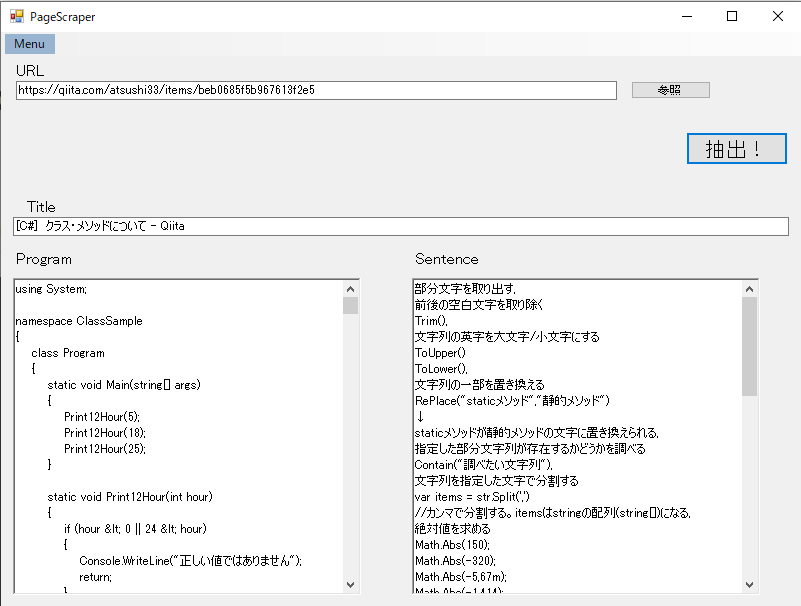 PageScraper
Menu
URL
https://qiita.com/atsushi33/items/beb0685f5b967613f2e5
参照
抽出！
Title
[C#] クラス・メソッドについて - Qiita
Program
using System;
namespace ClassSample
{
class Program
{
static void Main(string[] args)
{
Print12Hour(5);
Print12Hour(18);
Print12Hour(25);
}
static void Print12Hour(int hour)
{
if (hour &lt; 0 || 24 &lt; hour)
{
Console.WriteLine("正しい値ではありません");
return;
}
Sentence
部分文字を取り出す.
前後の空白文字を取り除く
Trim(),
文字列の英字を大文字/小文字にする
ToUpper()
ToLower(),
文字列の一部を置き換える
RePlace("staticメソッド","静的メソッド")
↓
staticメソッドが静的メソッドの文字に置き換えられる.
指定した部分文字列が存在するかどうかを調べる
Contain("調べたい文字列"),
文字列を指定した文字で分割する
var items = str.Split(',')
//カンマで分割する。itemsはstringの配列(string[])になる.
絶対値を求める
Math.Abs(150);
Math.Abs(-320);
Math.Abs(-5,67m);
Math.Abs(-1.414);